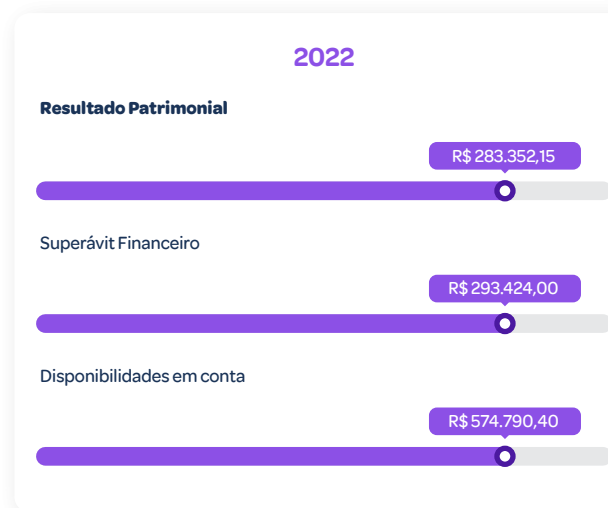 2022
Resultado Patrimonial
R$ 283.352,15
Superávit Financeiro
R$ 293.424,00
Disponibilidades em conta
R$ 574.790,40